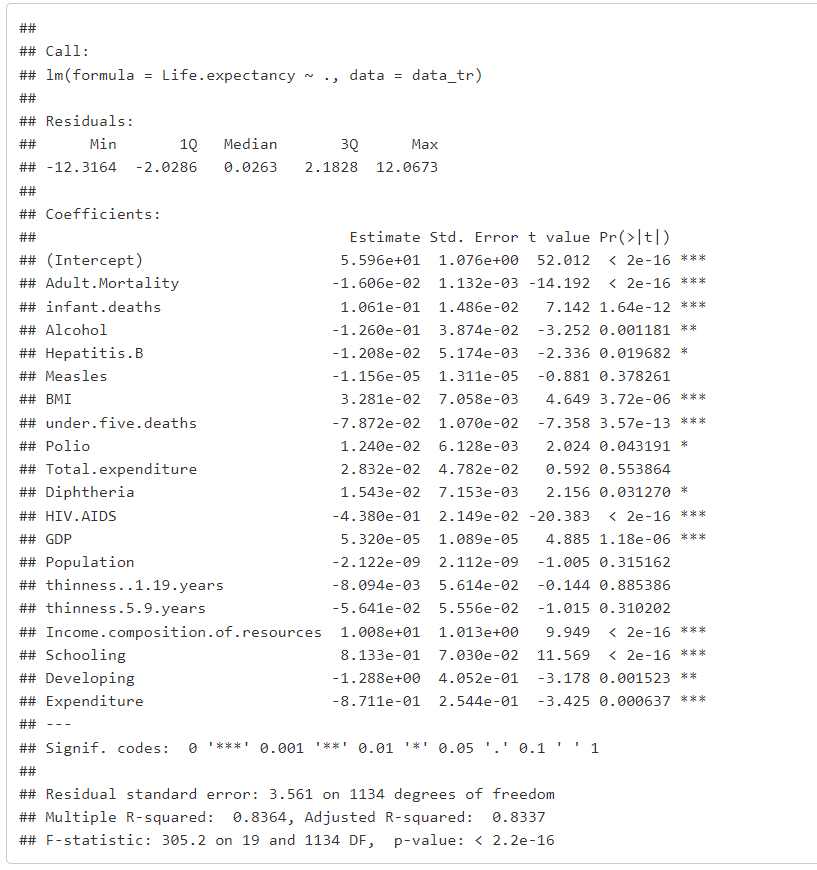 ##
## Call:
## lm(formula = Life.expectancy ~ ., data = data_tr)
##
## Residuals:
##      Min       1Q   Median       3Q      Max
## -12.3164  -2.0286   0.0263   2.1828  12.0673
##
## Coefficients:
##                                   Estimate Std. Error t value Pr(>|t|)
## (Intercept)                      5.596e+01  1.076e+00  52.012  < 2e-16 ***
## Adult.Mortality                 -1.606e-02  1.132e-03 -14.192  < 2e-16 ***
## infant.deaths                    1.061e-01  1.486e-02   7.142 1.64e-12 ***
## Alcohol                         -1.260e-01  3.874e-02  -3.252 0.001181 **
## Hepatitis.B                     -1.208e-02  5.174e-03  -2.336 0.019682 *
## Measles                         -1.156e-05  1.311e-05  -0.881 0.378261
## BMI                              3.281e-02  7.058e-03   4.649 3.72e-06 ***
## under.five.deaths               -7.872e-02  1.070e-02  -7.358 3.57e-13 ***
## Polio                            1.240e-02  6.128e-03   2.024 0.043191 *
## Total.expenditure                2.832e-02  4.782e-02   0.592 0.553864
## Diphtheria                       1.543e-02  7.153e-03   2.156 0.031270 *
## HIV.AIDS                        -4.380e-01  2.149e-02 -20.383  < 2e-16 ***
## GDP                              5.320e-05  1.089e-05   4.885 1.18e-06 ***
## Population                      -2.122e-09  2.112e-09  -1.005 0.315162
## thinness..1.19.years            -8.094e-03  5.614e-02  -0.144 0.885386
## thinness.5.9.years              -5.641e-02  5.556e-02  -1.015 0.310202
## Income.composition.of.resources  1.008e+01  1.013e+00   9.949  < 2e-16 ***
## Schooling                        8.133e-01  7.030e-02  11.569  < 2e-16 ***
## Developing                      -1.288e+00  4.052e-01  -3.178 0.001523 **
## Expenditure                     -8.711e-01  2.544e-01  -3.425 0.000637 ***
## ---
## Signif. codes:  0 '***' 0.001 '**' 0.01 '*' 0.05 '.' 0.1 ' ' 1
##
## Residual standard error: 3.561 on 1134 degrees of freedom
## Multiple R-squared:  0.8364, Adjusted R-squared:  0.8337
## F-statistic: 305.2 on 19 and 1134 DF,  p-value: < 2.2e-16